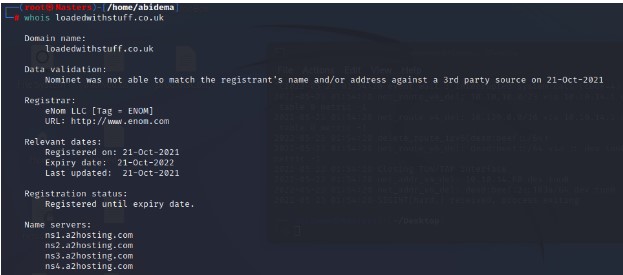 (root㉿Masters)-[/home/abidema]
# whois loadedwithstuff.co.uk
Domain name:
loadedwithstuff.co.uk
Data validation:
Nominet was not able to match the registrant's name and/or address against a 3rd party source on 21-Oct-2021
Registrar:
eNom LLC [Tag = ENOM]
URL: http://www.enom.com
Relevant dates:
Registered on: 21-Oct-2021
Expiry date: 21-Oct-2022
Last updated: 21-Oct-2021
Registration status:
Registered until expiry date.
Name servers:
ns1.a2hosting.com
ns2.a2hosting.com
ns3.a2hosting.com
ns4.a2hosting.com